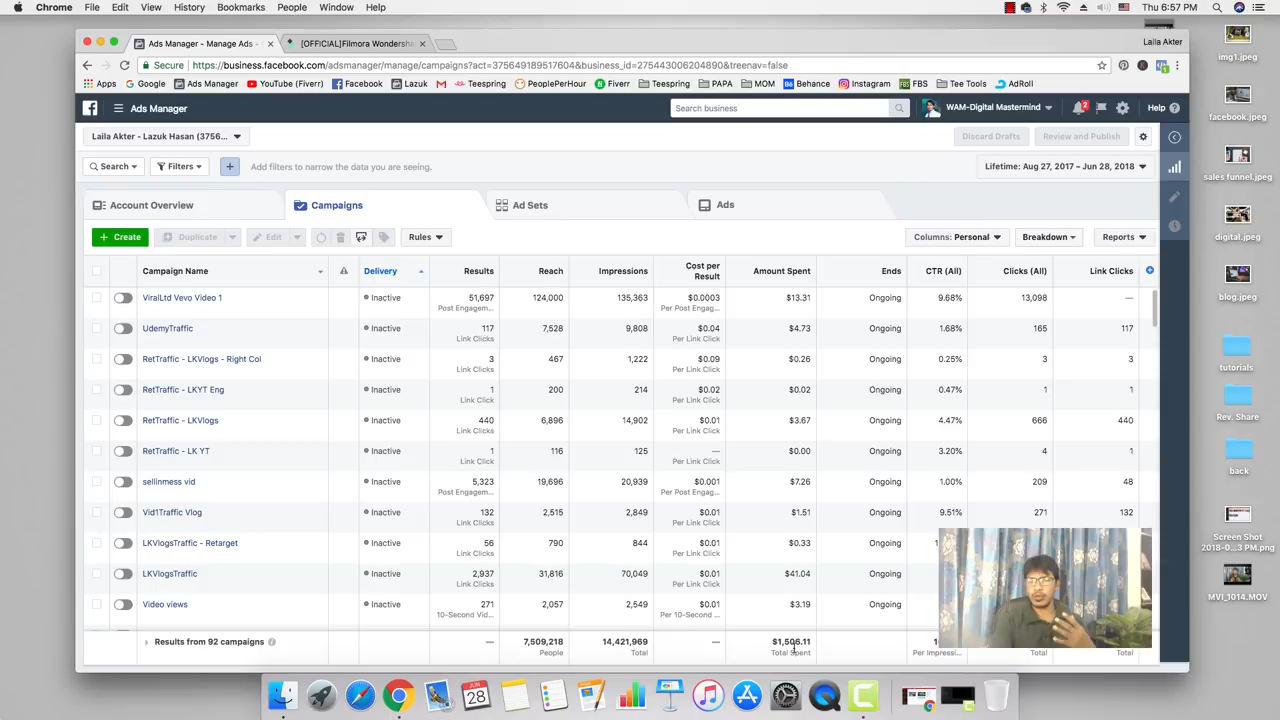 Chrome File Edit View History Bookmarks People Window Help
Thu 6:57 PM
Ads Manager - Manage Ads -
[OFFICIAL]Filmora Wondersha
Laila Akter
Secure https://business.facebook.com/adsmanager/manage/campaigns?act=375649189517604&business_id=275443006204890&treenav=false
Apps Google Ads Manager YouTube (Fiverr) Facebook Lazuk Teespring PeoplePerHour Fiverr Teespring PAPA MOM Behance Instagram FBS Tee Tools AdRoll
Ads Manager
Search business
WAM-Digital Mastermind
2
Help
Laila Akter - Lazuk Hasan (3756...
Discard Drafts
Review and Publish
Search
Filters
Add filters to narrow the data you are seeing.
Lifetime: Aug 27, 2017 – Jun 28, 2018
Account Overview
Campaigns
Ad Sets
Ads
+ Create
Duplicate
Edit
Rules
Columns: Personal
Breakdown
Reports
Campaign Name Delivery Results Reach Impressions Cost per Result Amount Spent Ends CTR (All) Clicks (All) Link Clicks
ViralLtd Vevo Video 1 Inactive 51,697 124,000 135,363 $0.0003 $13.31 Ongoing 9.68% 13,098 —
Post Engagem... Per Post Engag...
UdemyTraffic Inactive 117 7,528 9,808 $0.04 $4.73 Ongoing 1.68% 165 117
Link Clicks Per Link Click
RetTraffic - LKVlogs - Right Col Inactive 3 467 1,222 $0.09 $0.26 Ongoing 0.25% 3 3
Link Clicks Per Link Click
RetTraffic - LKYT Eng Inactive 1 200 214 $0.02 $0.02 Ongoing 0.47% 1 1
Link Click Per Link Click
RetTraffic - LKVlogs Inactive 440 6,896 14,902 $0.01 $3.67 Ongoing 4.47% 666 440
Link Clicks Per Link Click
RetTraffic - LK YT Inactive 1 116 125 — $0.00 Ongoing 3.20% 4 1
Link Click Per Link Click
sellinmess vid Inactive 5,323 19,696 20,939 $0.001 $7.26 Ongoing 1.00% 209 48
Post Engagem... Per Post Engag...
Vid1Traffic Vlog Inactive 132 2,515 2,849 $0.01 $1.51 Ongoing 9.51% 271 132
Link Clicks Per Link Click
LKVlogsTraffic - Retarget Inactive 56 790 844 $0.01 $0.33 Ongoing
Link Clicks Per Link Click
LKVlogsTraffic Inactive 2,937 31,816 70,049 $0.01 $41.04 Ongoing
Link Clicks Per Link Click
Video views Inactive 271 2,057 2,549 $0.01 $3.19 Ongoing
10-Second Vid... Per 10-Second ...
Results from 92 campaigns — 7,509,218 14,421,969 — $1,506.11
People Total Total Spent Per Impressi... Total Total
img1.jpeg
facebook.jpeg
sales funnel.jpeg
digital.jpeg
blog.jpeg
tutorials
Rev. Share
back
Screen Shot
2018-0...3 PM.png
MVI_1014.MOV
JUN
28